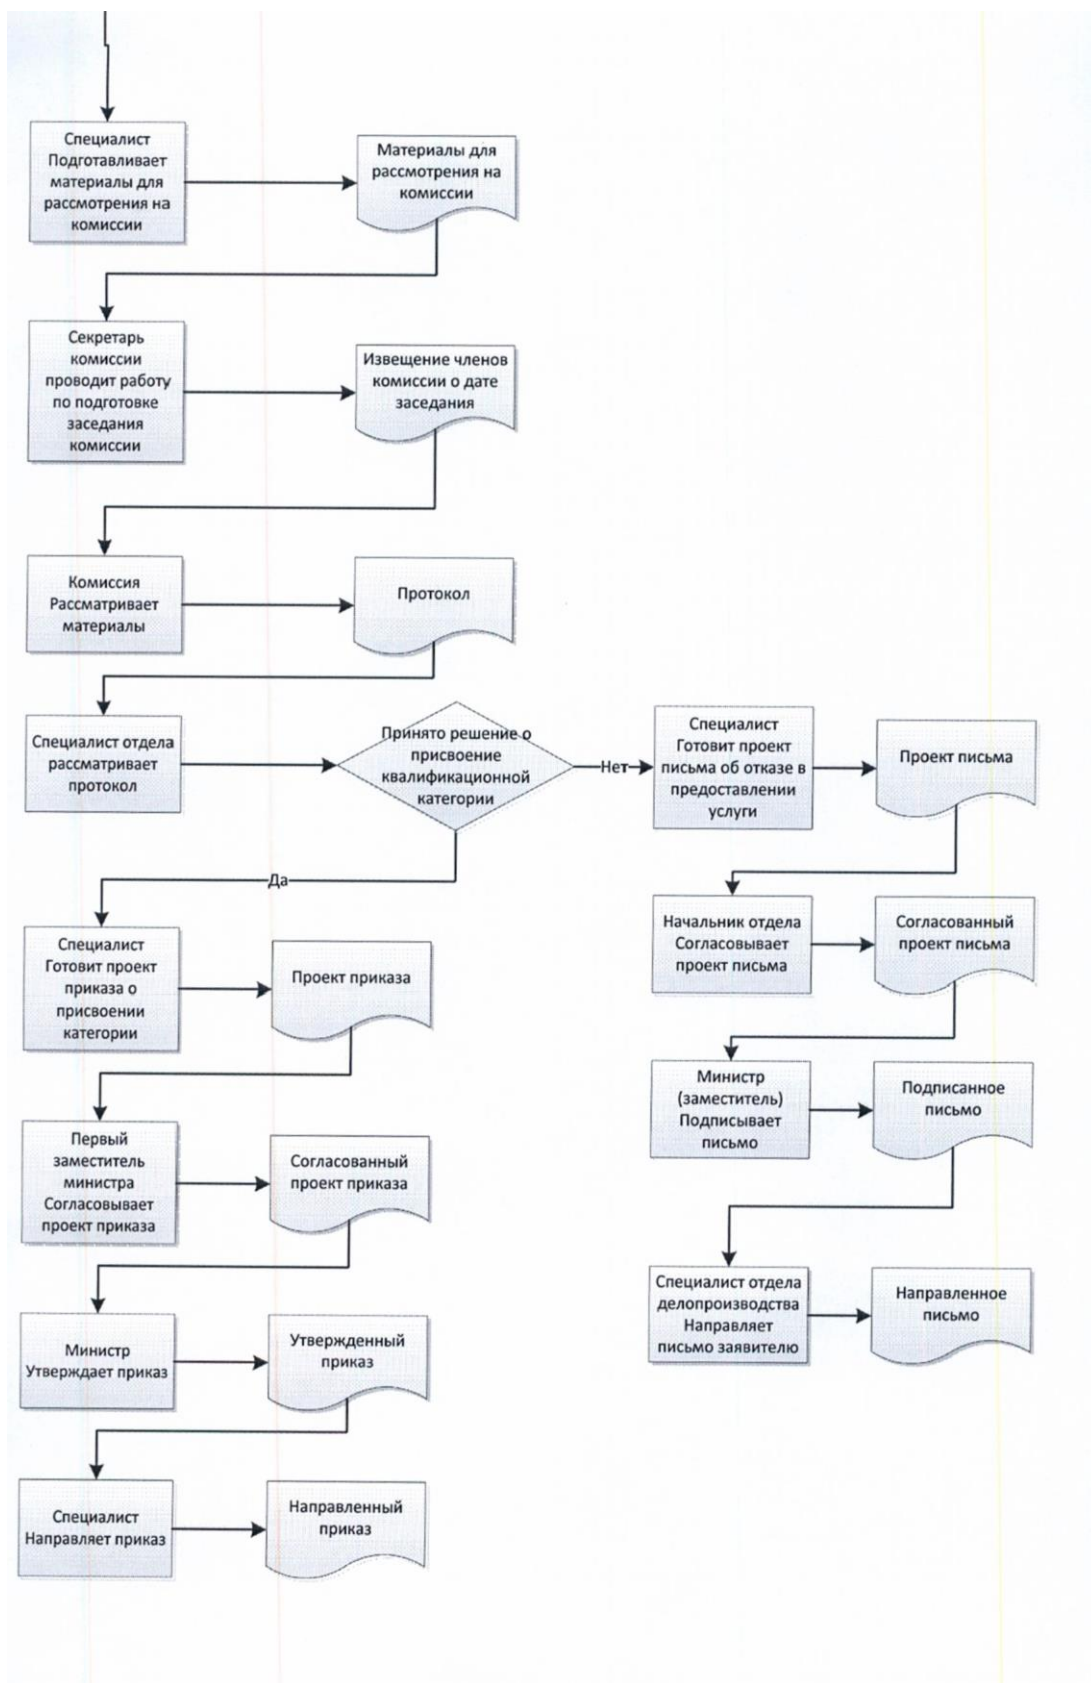 Специалист
Подготавливает
материалы для
рассмотрения на
комиссии
Материалы для
рассмотрения на
комиссии
Секретарь
комиссии
проводит работу
по подготовке
заседания
комиссии
Извещение членов
комиссии о дате
заседания
Комиссия
Рассматривает
материалы
Протокол
Специалист отдела
рассматривает
протокол
Принято решение о
присвоение
квалификационной
категории
Нет
Специалист
Готовит проект
письма об отказе в
предоставлении
услуги
Проект письма
Да
Начальник отдела
Согласовывает
проект письма
Согласованный
проект письма
Специалист
Готовит проект
приказа о
присвоении
категории
Проект приказа
Министр
(заместитель)
Подписывает
письмо
Подписанное
письмо
Первый
заместитель
министра
Согласовывает
проект приказа
Согласованный
проект приказа
Специалист отдела
делопроизводства
Направляет
письмо заявителю
Направленное
письмо
Министр
Утверждает приказ
Утвержденный
приказ
Специалист
Направляет приказ
Направленный
приказ